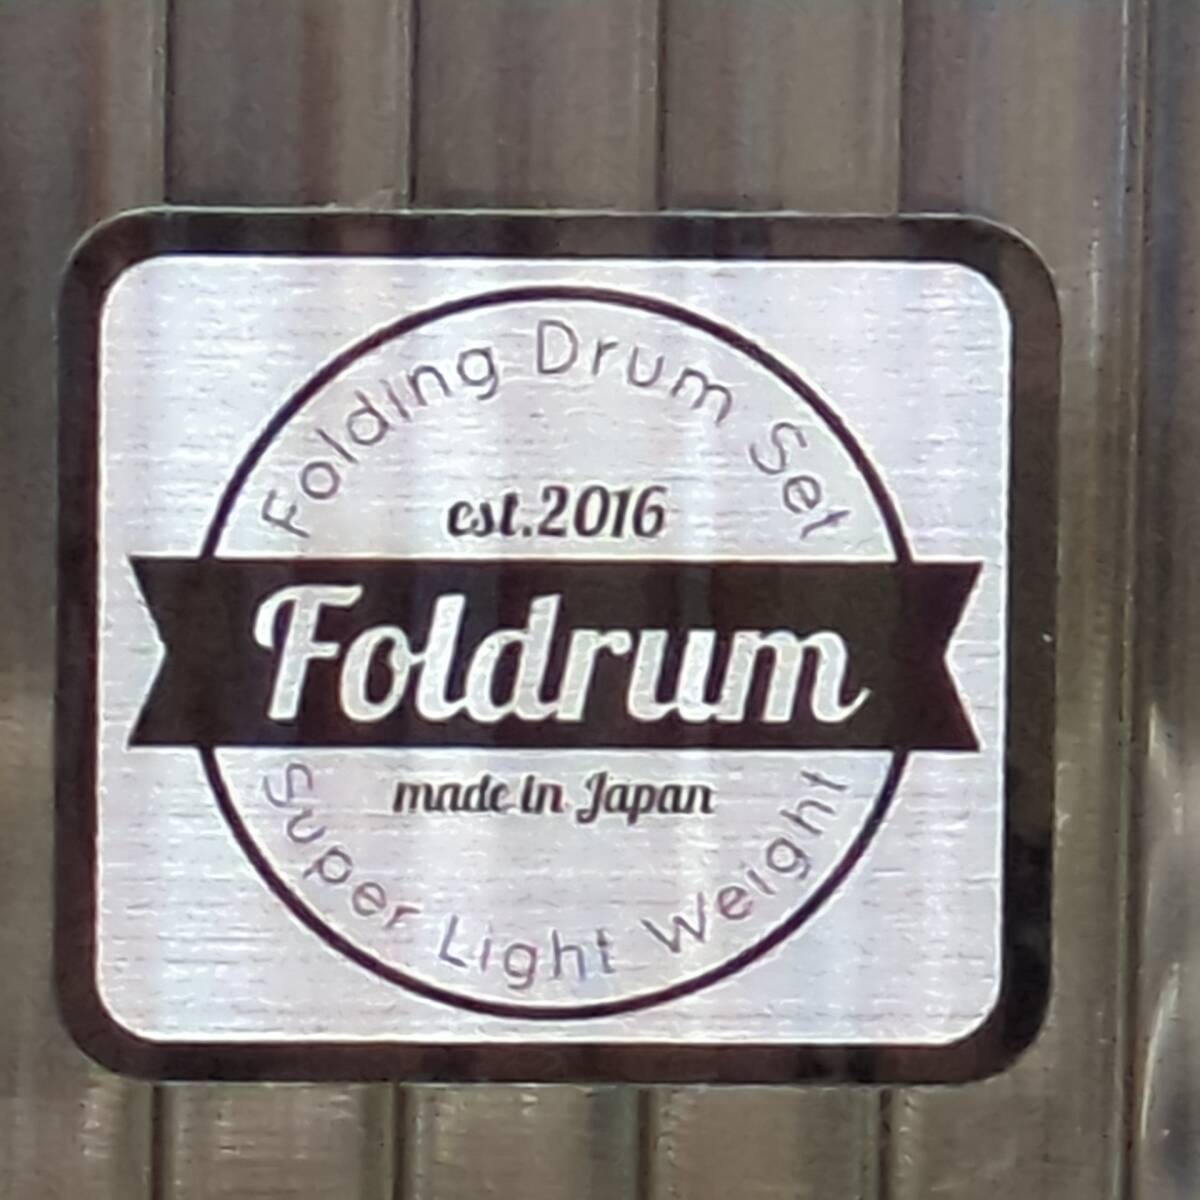 Folding Drum Set
est.2016
Foldrum
made in Japan
Super Light Weight